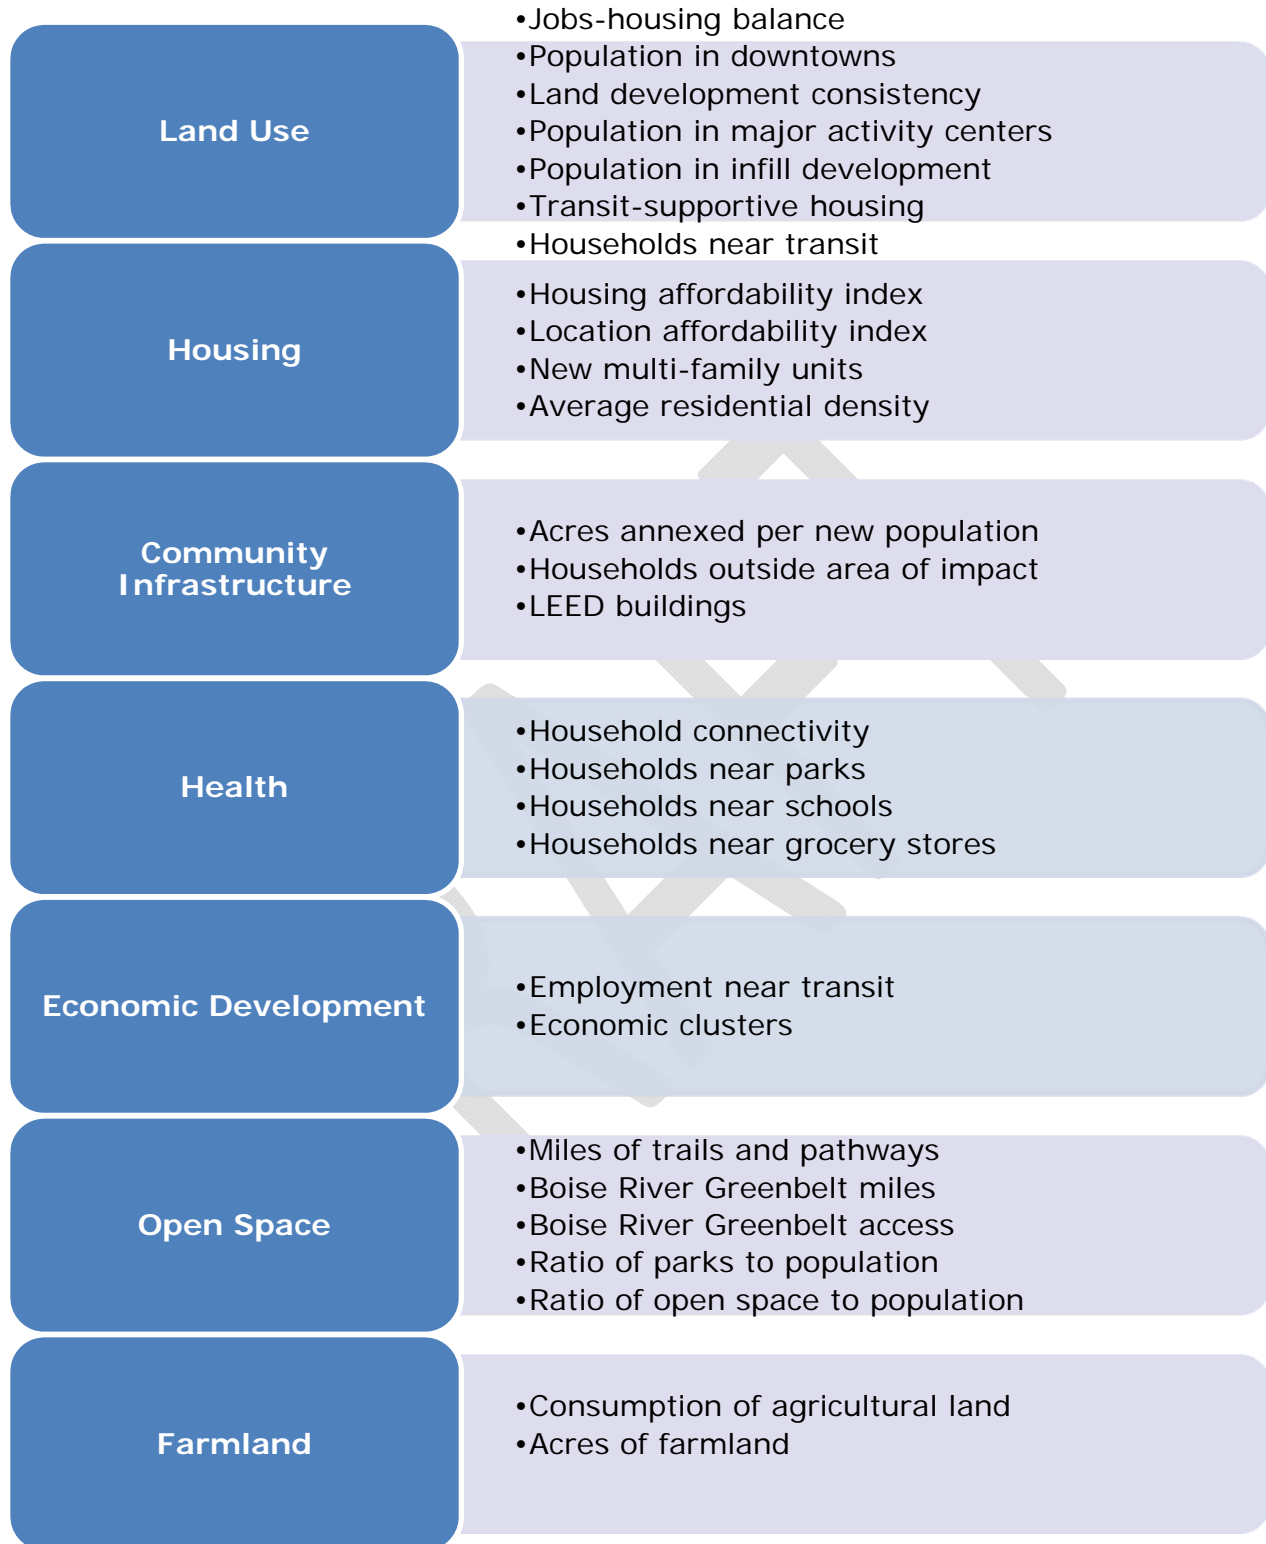 Land Use
•Jobs-housing balance
•Population in downtowns
•Land development consistency
•Population in major activity centers
•Population in infill development
•Transit-supportive housing
•Households near transit
Housing
•Housing affordability index
•Location affordability index
•New multi-family units
•Average residential density
Community
Infrastructure
•Acres annexed per new population
•Households outside area of impact
•LEED buildings
Health
•Household connectivity
•Households near parks
•Households near schools
•Households near grocery stores
Economic Development
•Employment near transit
•Economic clusters
Open Space
•Miles of trails and pathways
•Boise River Greenbelt miles
•Boise River Greenbelt access
•Ratio of parks to population
•Ratio of open space to population
Farmland
•Consumption of agricultural land
•Acres of farmland